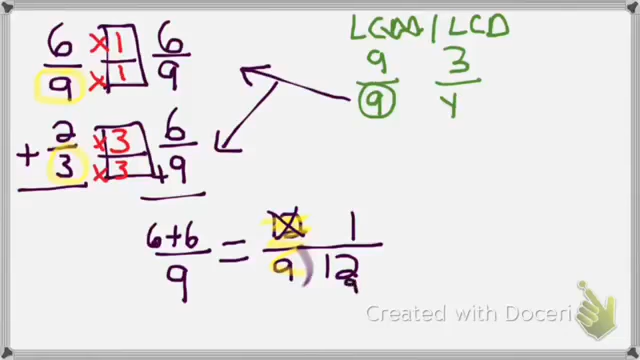 6/9 ×1/×1 6/9
+ 2/3 ×3/×3 + 6/9
6+6/9 = 12/9 ) 1
12
9
LCM / LCD
9 3
9
Created with Doceri